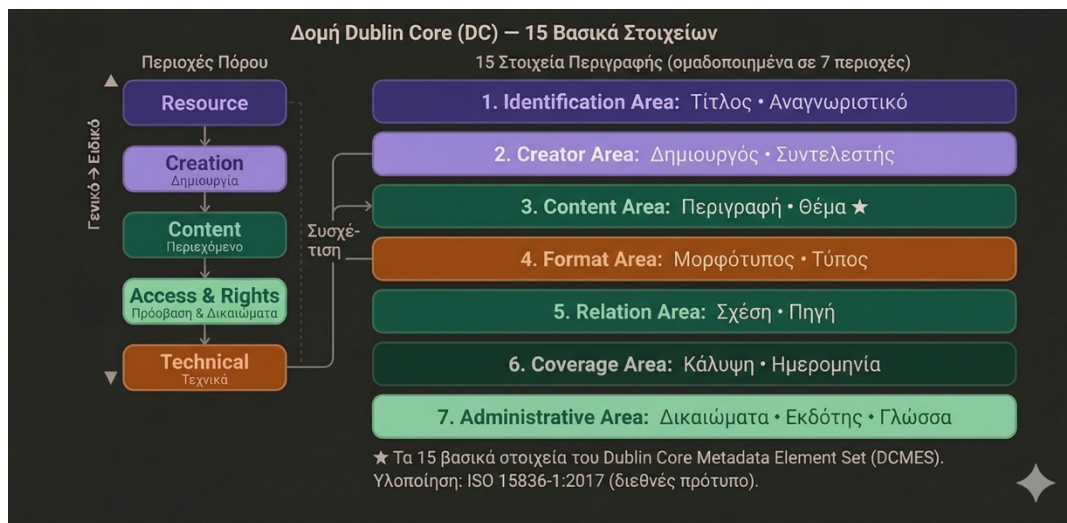 Δομή Dublin Core (DC) — 15 Βασικά Στοιχείων
Περιοχές Πόρου
Γενικό → Ειδικό
Resource
Creation
Δημιουργία
Content
Περιεχόμενο
Access & Rights
Πρόοβαση & Δικαιώματα
Technical
Τεχνικά
Συσχέ-
τιση
15 Στοιχεία Περιγραφής (ομαδοποιημένα σε 7 περιοχές)
1. Identification Area: Τίτλος • Αναγνωριστικό
2. Creator Area: Δημιουργός • Συντελεστής
3. Content Area: Περιγραφή • Θέμα ★
4. Format Area: Μορφότυπος • Τύπος
5. Relation Area: Σχέση • Πηγή
6. Coverage Area: Κάλυψη • Ημερομηνία
7. Administrative Area: Δικαιώματα • Εκδότης • Γλώσσα
★ Τα 15 βασικά στοιχεία του Dublin Core Metadata Element Set (DCMES).
Υλοποίηση: ISO 15836-1:2017 (διεθνές πρότυπο).